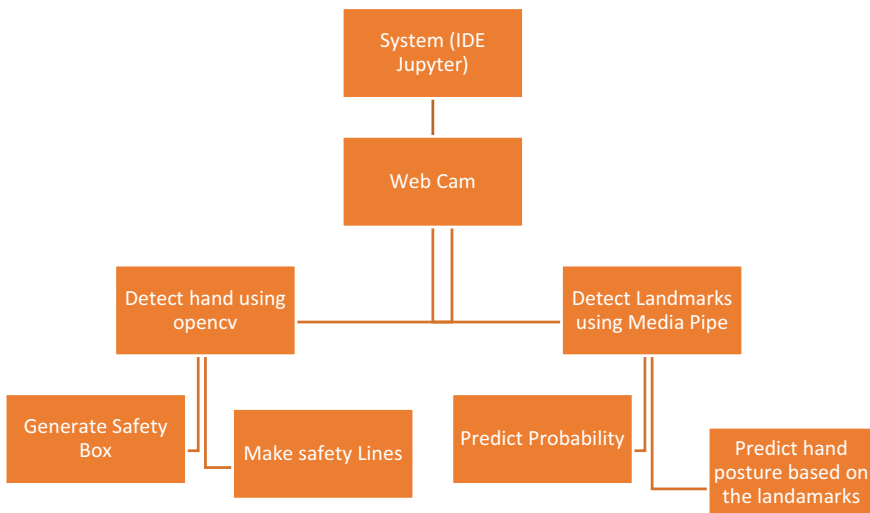 System (IDE
Jupyter)
Web Cam
Detect hand using
opencv
Detect Landmarks
using Media Pipe
Generate Safety
Box
Make safety Lines
Predict Probability
Predict hand
posture based on
the landamarks